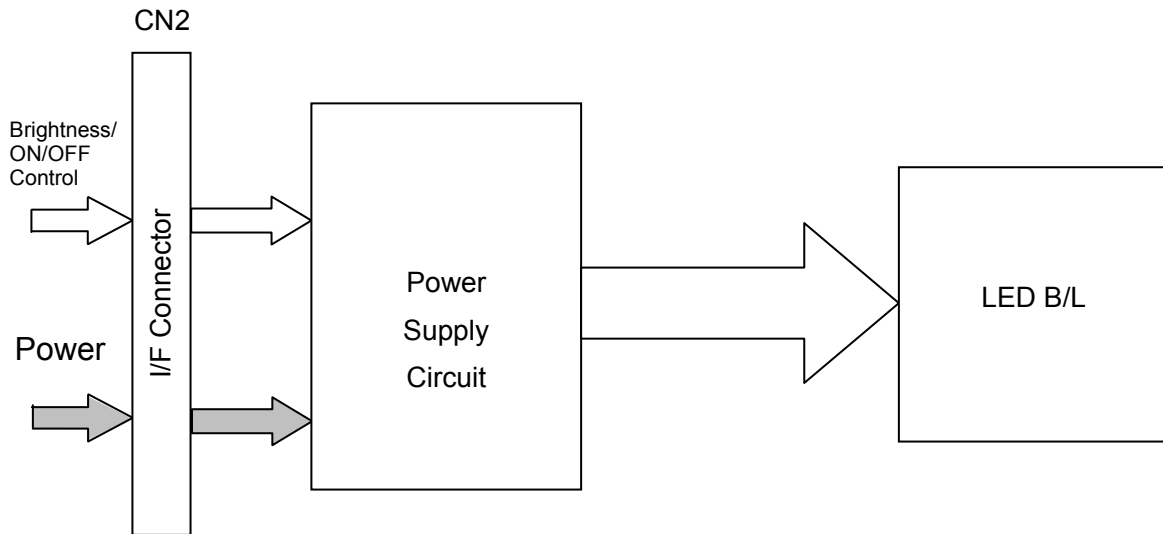 CN2
Brightness/
ON/OFF
Control
Power
I/F Connector
Power
Supply
Circuit
LED B/L